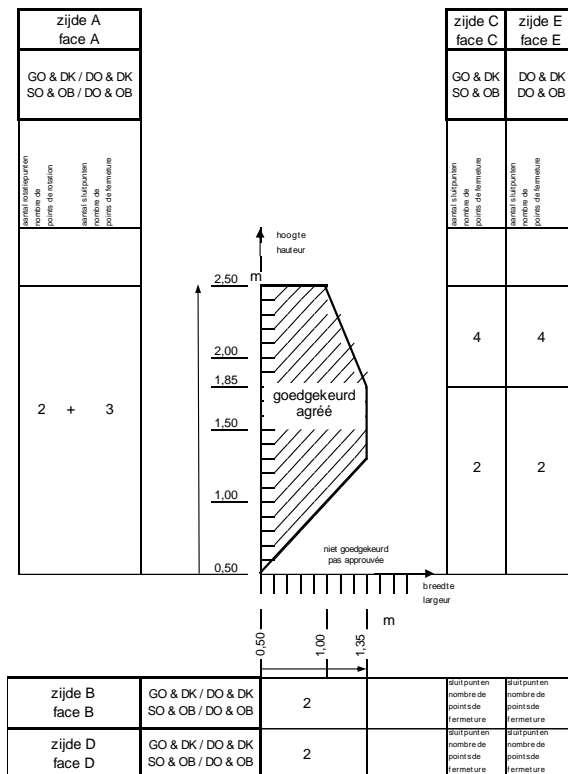 zijde A
face A
GO & DK / DO & DK
SO & OB / DO & OB
aantal rotatiepunten
nombre de
points de rotation
aantal sluitpunten
nombre de
points de fermeture
2 + 3
zijde C
face C
zijde E
face E
GO & DK
SO & OB
DO & DK
DO & OB
aantal sluitpunten
nombre de
points de fermeture
aantal sluitpunten
nombre de
points de fermeture
4
4
2
2
hoogte
hauteur
m
2,50
2,00
1,85
1,50
1,00
0,50
goedgekeurd
agréé
niet goedgekeurd
pas approuvée
breedte
largeur
m
0,50
1,00
1,35
zijde B
face B
GO & DK / DO & DK
SO & OB / DO & OB
2
sluitpunten
nombre de
points de
fermeture
sluitpunten
nombre de
points de
fermeture
zijde D
face D
GO & DK / DO & DK
SO & OB / DO & OB
2
sluitpunten
nombre de
points de
fermeture
sluitpunten
nombre de
points de
fermeture